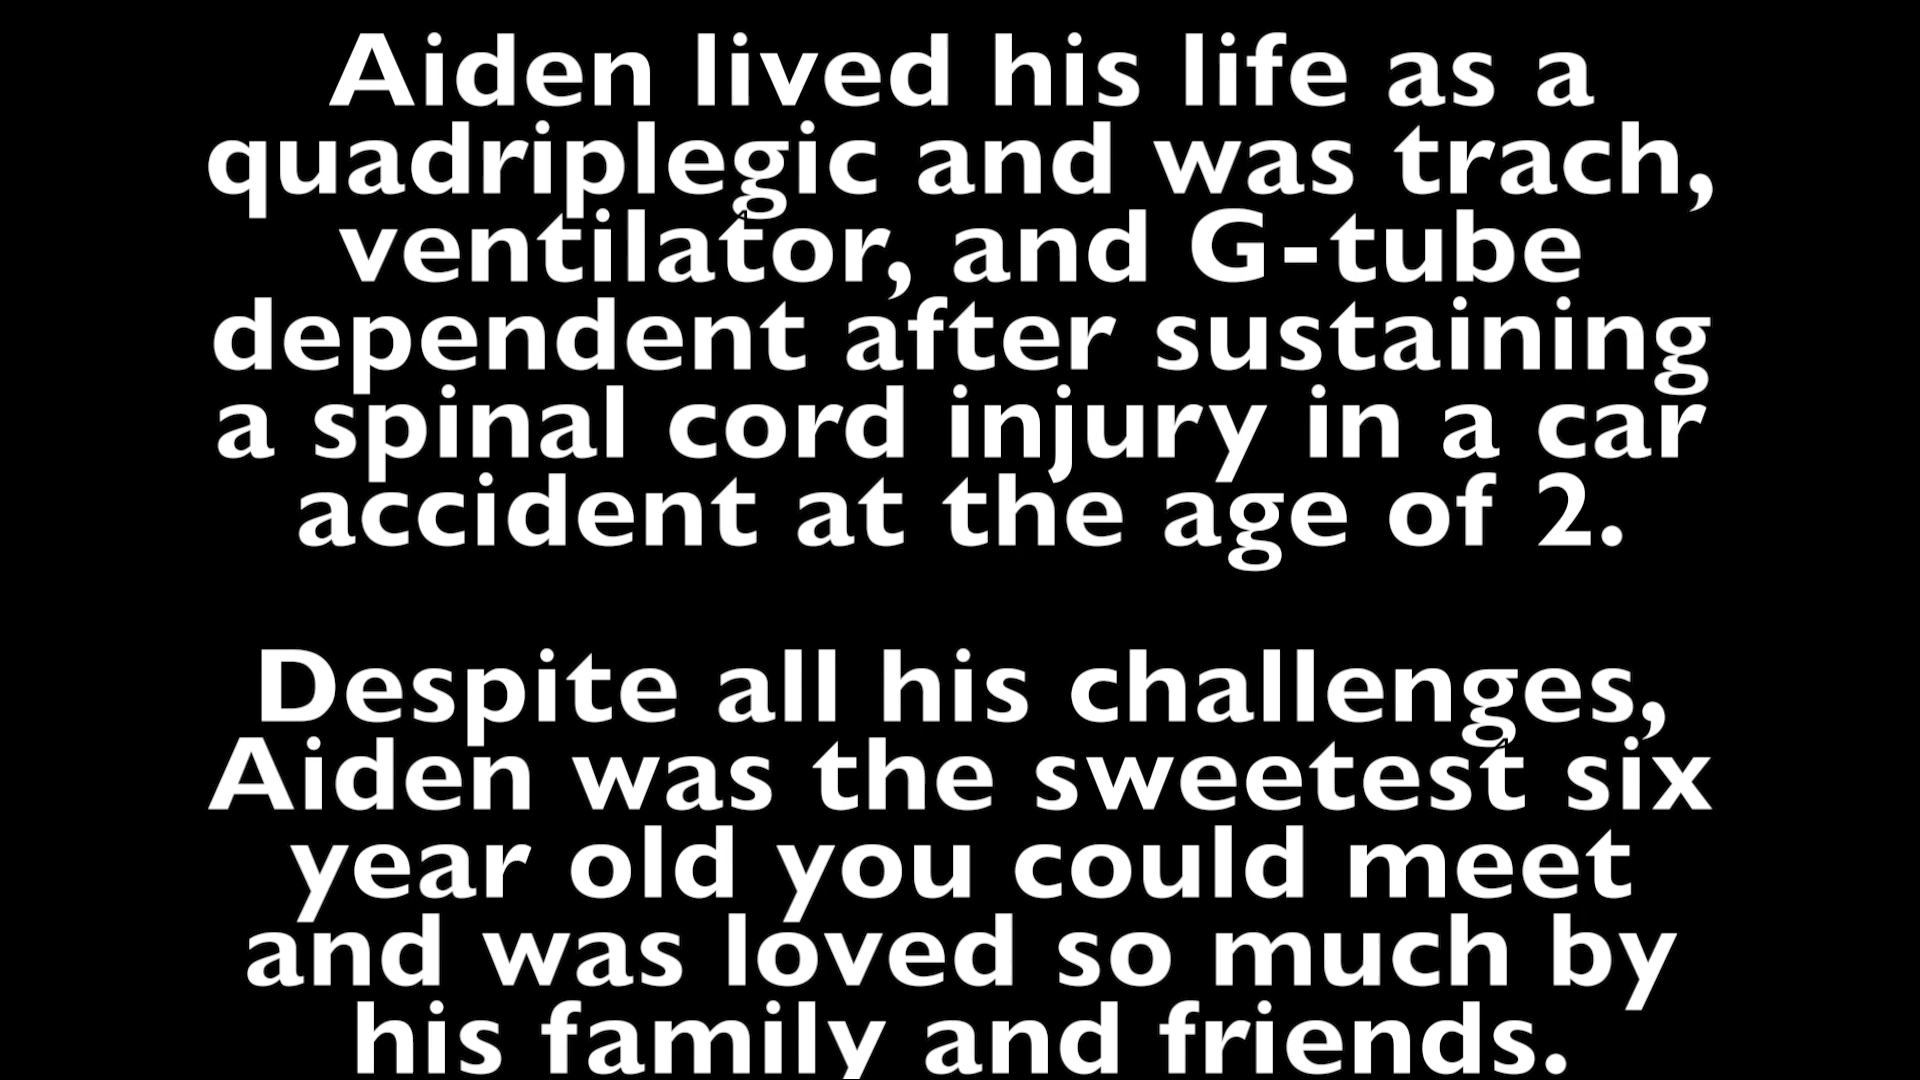 Aiden lived his life as a
quadriplegic and was trach,
ventilator, and G-tube
dependent after sustaining
a spinal cord injury in a car
accident at the age of 2.
Despite all his challenges,
Aiden was the sweetest six
year old you could meet
and was loved so much by
his family and friends.